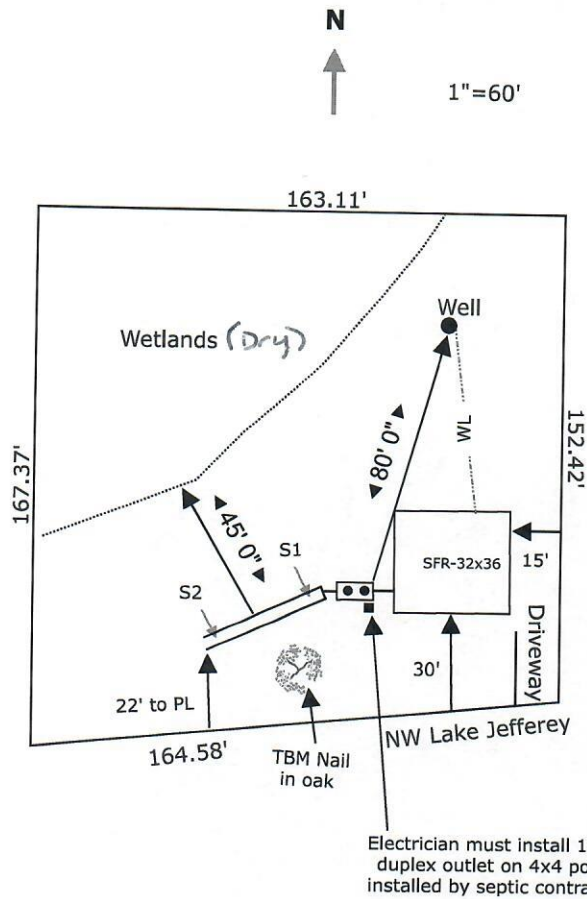 N
1"=60'
163.11'
Wetlands (Dry)
Well
167.37'
152.42'
WL
80' 0"
45' 0"
S1
S2
SFR-32x36
15'
Driveway
30'
22' to PL
164.58'
NW Lake Jefferey
TBM Nail
in oak
Electrician must install 1
duplex outlet on 4x4 po
installed by septic contra